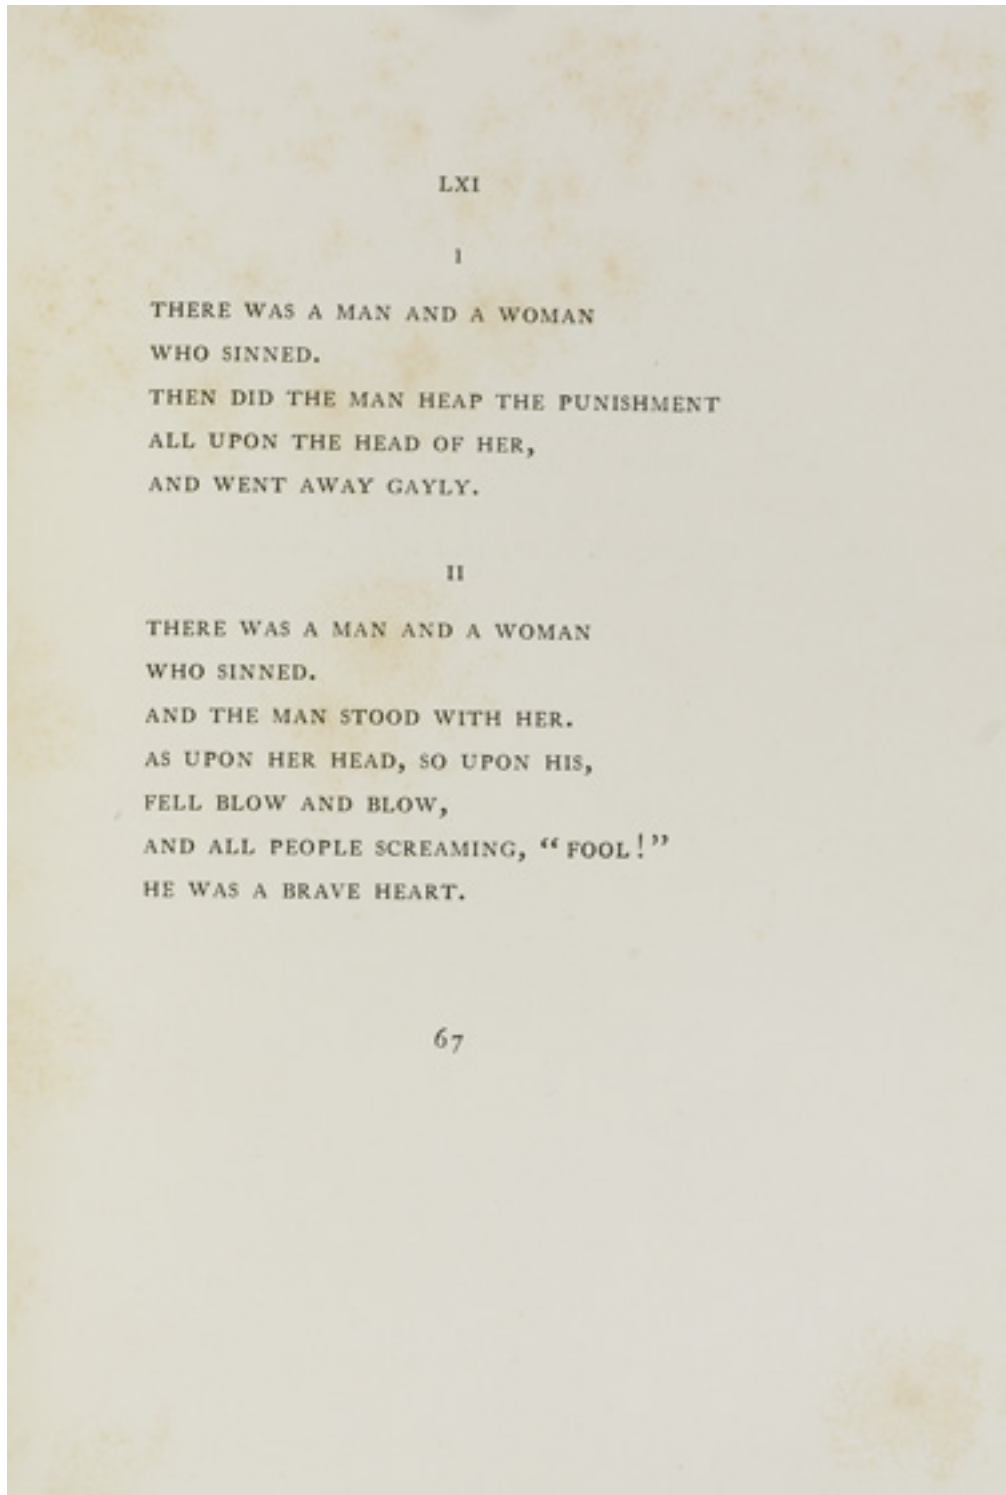 LXI
I
THERE WAS A MAN AND A WOMAN
WHO SINNED.
THEN DID THE MAN HEAP THE PUNISHMENT
ALL UPON THE HEAD OF HER,
AND WENT AWAY GAYLY.
II
THERE WAS A MAN AND A WOMAN
WHO SINNED.
AND THE MAN STOOD WITH HER.
AS UPON HER HEAD, SO UPON HIS,
FELL BLOW AND BLOW,
AND ALL PEOPLE SCREAMING, “FOOL!”
HE WAS A BRAVE HEART.
67